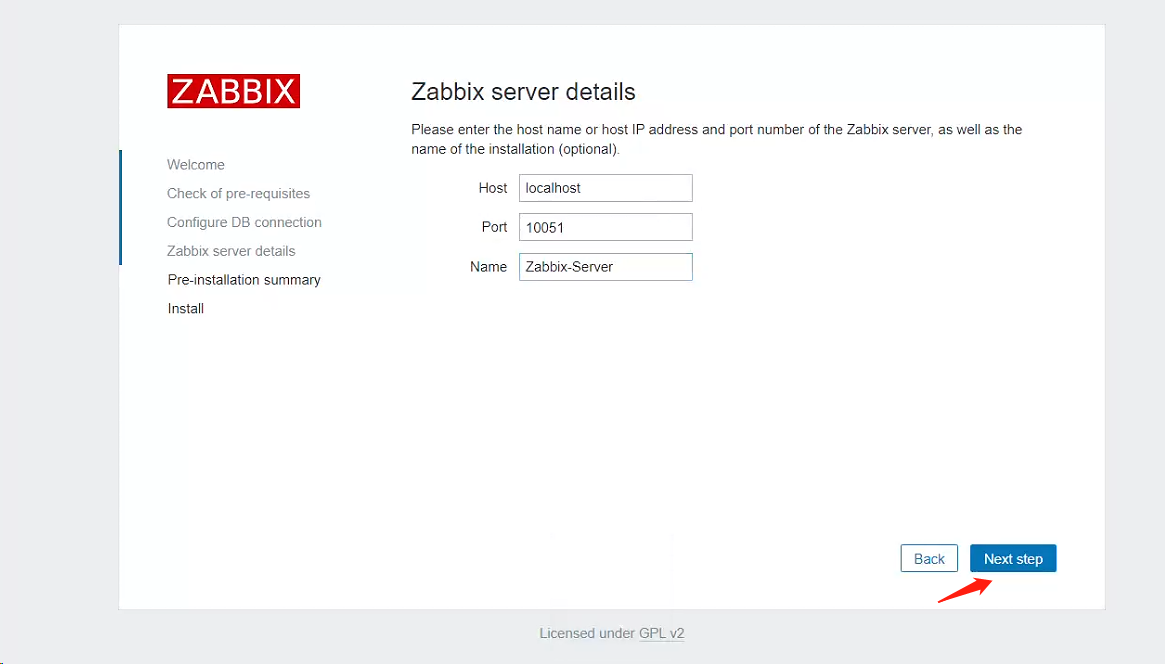 ZABBIX
Welcome
Check of pre-requisites
Configure DB connection
Zabbix server details
Pre-installation summary
Install
Zabbix server details
Please enter the host name or host IP address and port number of the Zabbix server, as well as the
name of the installation (optional).
Host localhost
Port 10051
Name Zabbix-Server
Back Next step
Licensed under GPL v2